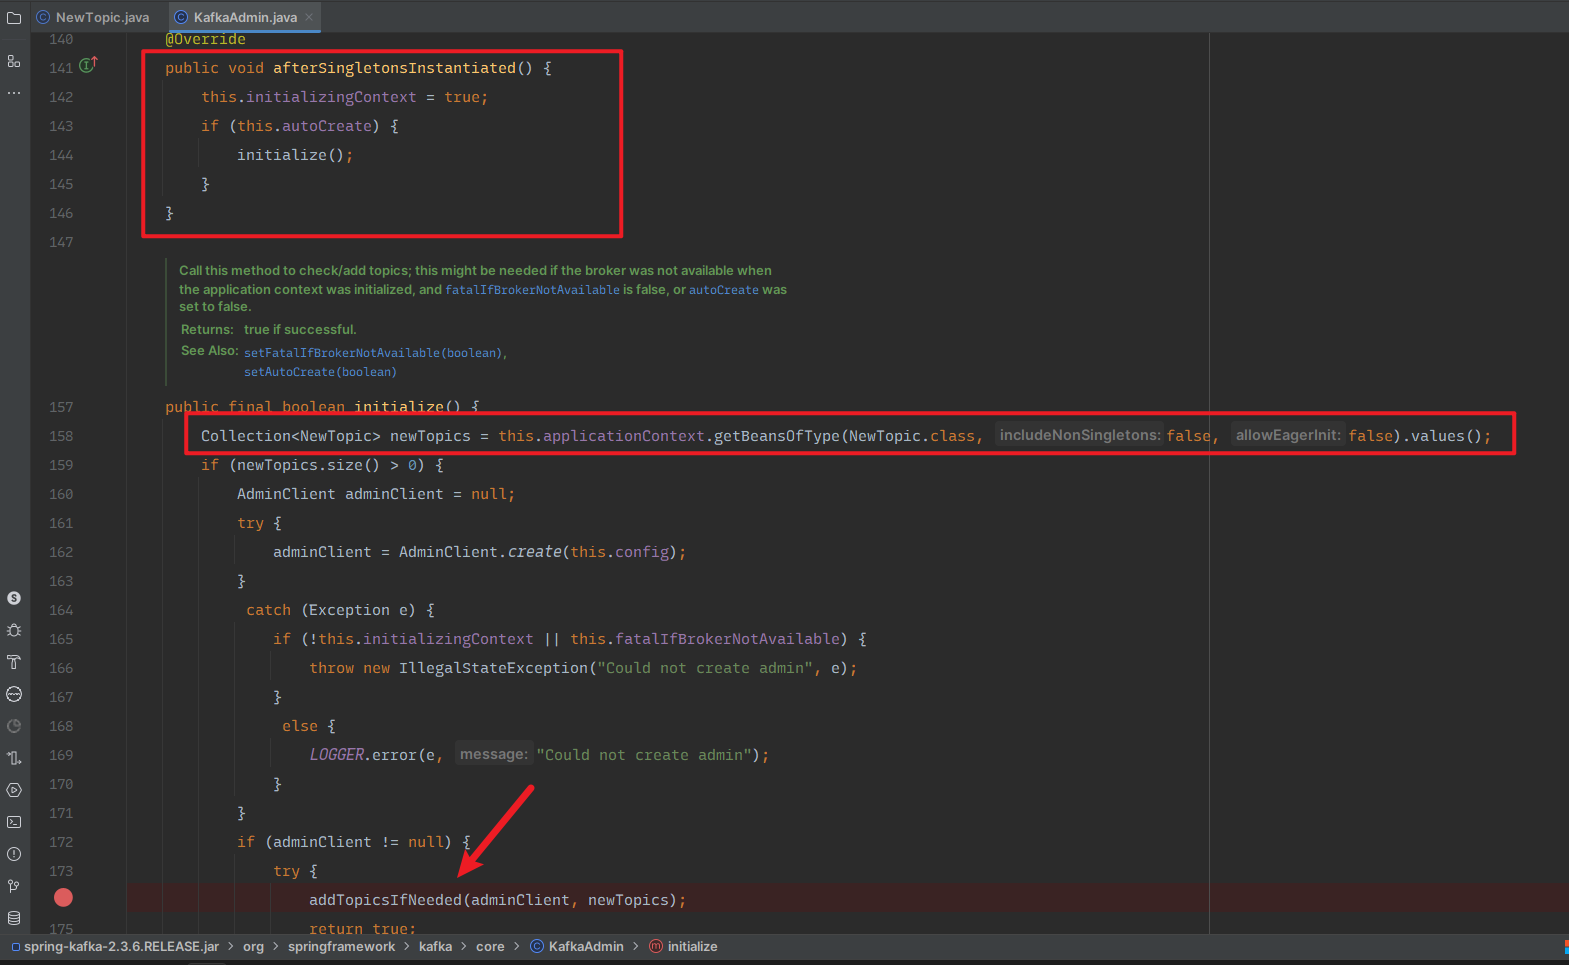 NewTopic.java
KafkaAdmin.java
140 @Override
141 public void afterSingletonsInstantiated() {
142 this.initializingContext = true;
143 if (this.autoCreate) {
144 initialize();
145 }
146 }
147
Call this method to check/add topics; this might be needed if the broker was not available when
the application context was initialized, and fatalIfBrokerNotAvailable is false, or autoCreate was
set to false.
Returns: true if successful.
See Also: setFatalIfBrokerNotAvailable(boolean),
setAutoCreate(boolean)
157 public final boolean initialize() {
158 Collection<NewTopic> newTopics = this.applicationContext.getBeansOfType(NewTopic.class, includeNonSingletons: false, allowEagerInit: false).values();
159 if (newTopics.size() > 0) {
160 AdminClient adminClient = null;
161 try {
162 adminClient = AdminClient.create(this.config);
163 }
164 catch (Exception e) {
165 if (!this.initializingContext || this.fatalIfBrokerNotAvailable) {
166 throw new IllegalStateException("Could not create admin", e);
167 }
168 else {
169 LOGGER.error(e, message: "Could not create admin");
170 }
171 }
172 if (adminClient != null) {
173 try {
addTopicsIfNeeded(adminClient, newTopics);
175 return true;
spring-kafka-2.3.6.RELEASE.jar > org > springframework > kafka > core > KafkaAdmin > initialize